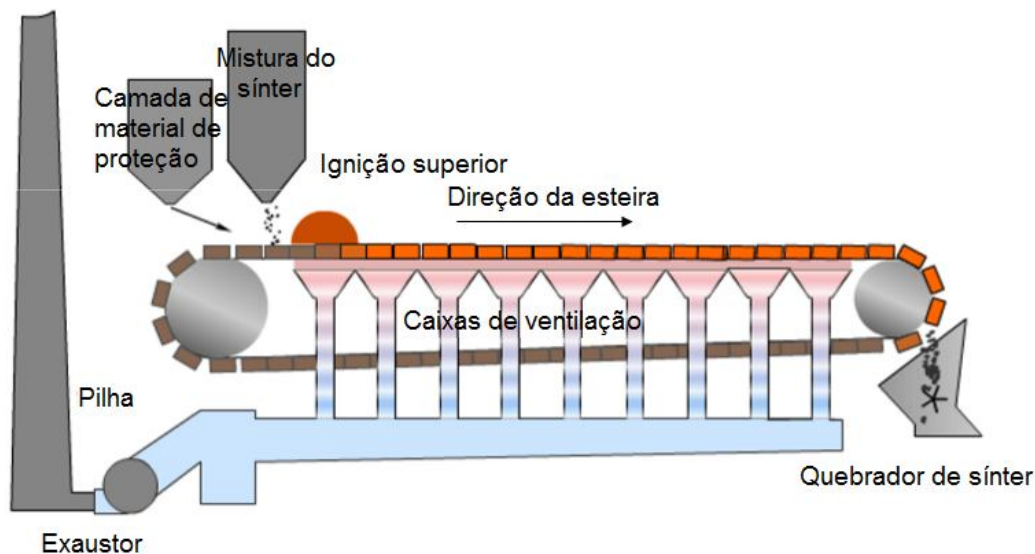 Mistura do
sínter
Camada de
material de
proteção
Ignição superior
Direção da esteira
Caixas de ventilação
Pilha
Quebrador de sínter
Exaustor